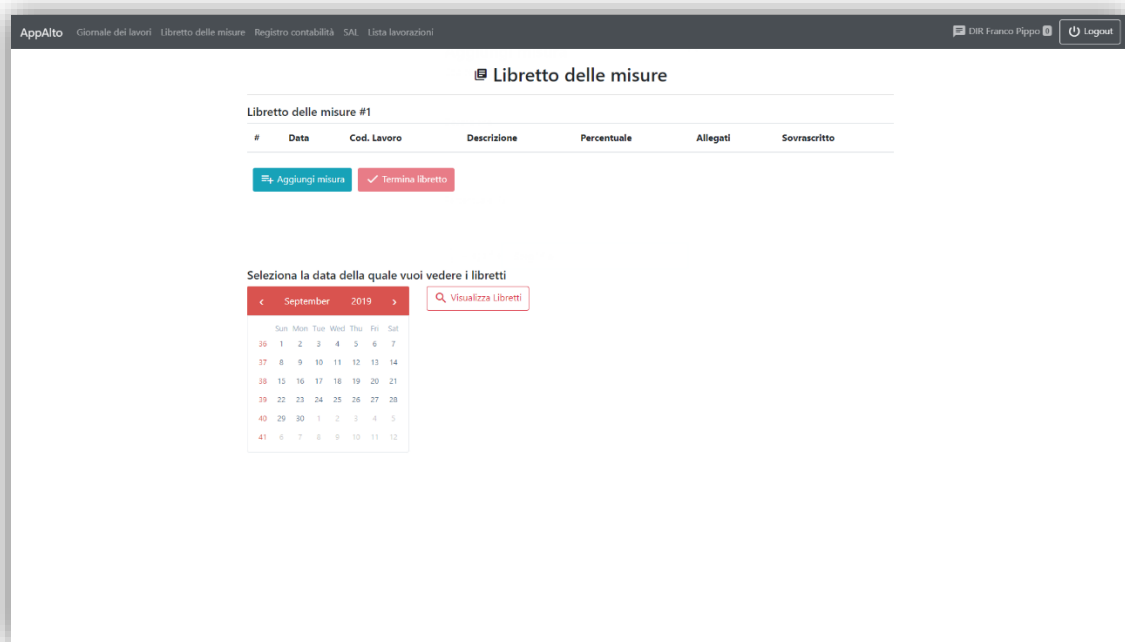 AppAlto Giornale dei lavori Libretto delle misure Registro contabilità SAL Lista lavorazioni DIR Franco Pippo 0 Logout
Libretto delle misure
Libretto delle misure #1
# Data Cod. Lavoro Descrizione Percentuale Allegati Sovrascritto
Aggiungi misura Termina libretto
Seleziona la data della quale vuoi vedere i libretti
September 2019 Visualizza Libretti
Sun Mon Tue Wed Thu Fri Sat
36 1 2 3 4 5 6 7
37 8 9 10 11 12 13 14
38 15 16 17 18 19 20 21
39 22 23 24 25 26 27 28
40 29 30 1 2 3 4 5
41 6 7 8 9 10 11 12